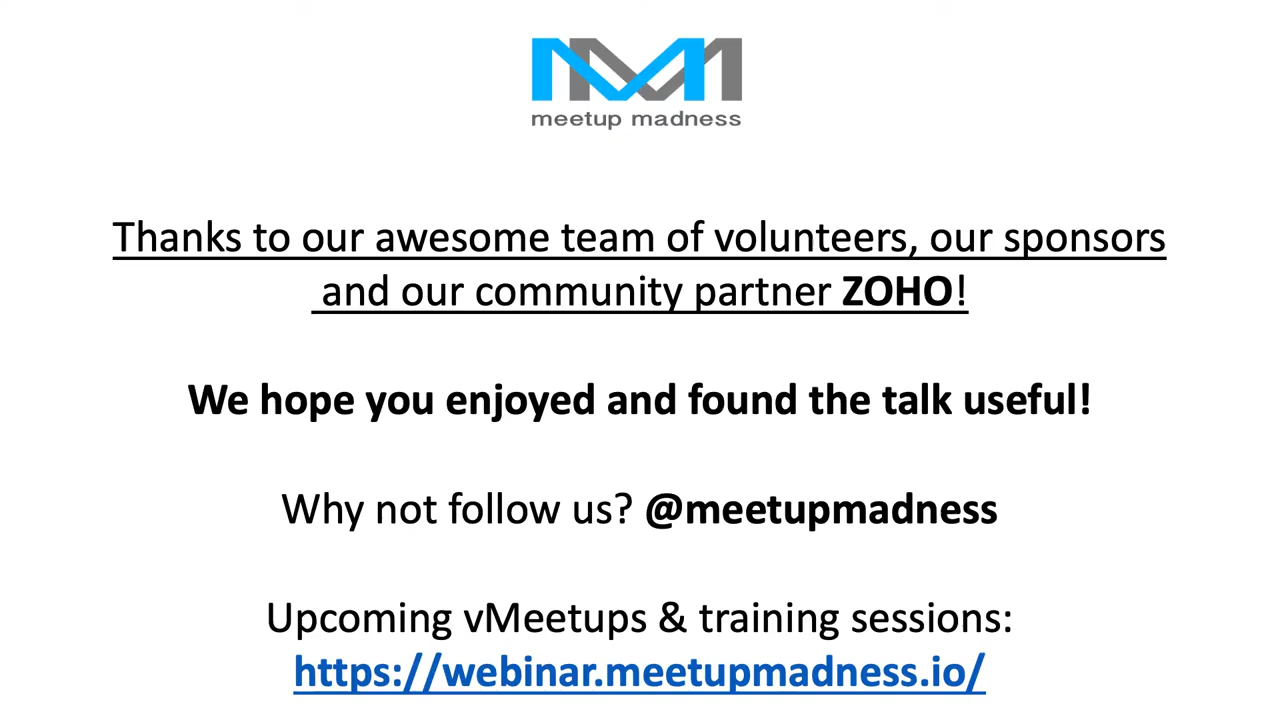 meetup madness
Thanks to our awesome team of volunteers, our sponsors
and our community partner ZOHO!
We hope you enjoyed and found the talk useful!
Why not follow us? @meetupmadness
Upcoming vMeetups & training sessions:
https://webinar.meetupmadness.io/